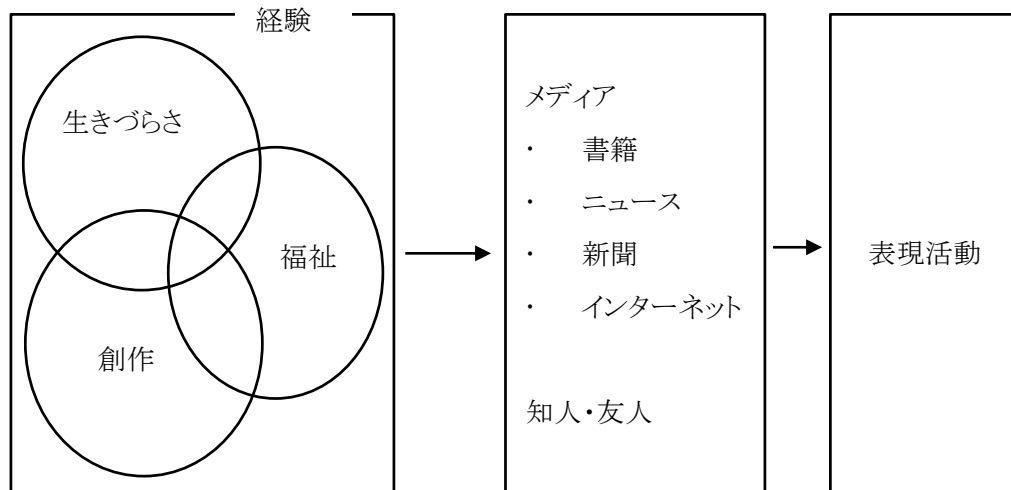 経験
生きづらさ
福祉
創作
メディア
・ 書籍
・ ニュース
・ 新聞
・ インターネット
知人・友人
表現活動